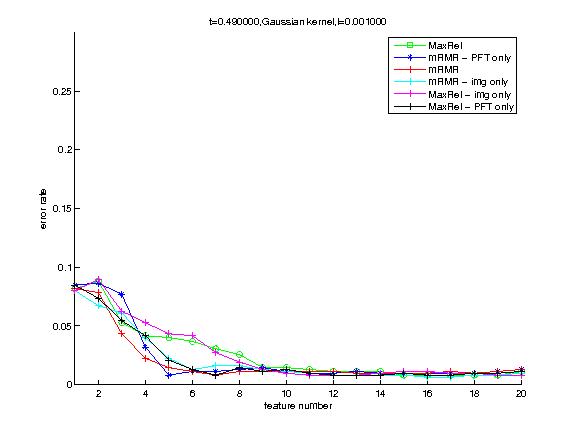 t=0.490000,Gaussian kernel,l=0.001000
MaxRel
mRMR - PFT only
mRMR
mRMR - img only
MaxRel - img only
MaxRel - PFT only
0.25
0.2
0.15
0.1
0.05
0
error rate
2 4 6 8 10 12 14 16 18 20
feature number